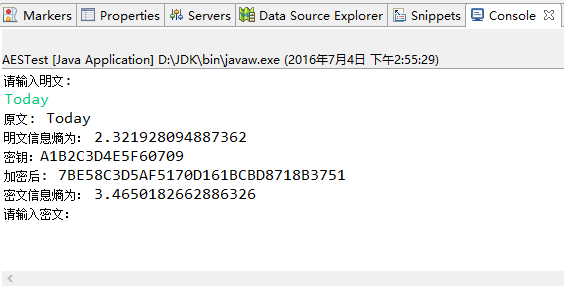 Markers Properties Servers Data Source Explorer Snippets Console
AESTest [Java Application] D:\JDK\bin\javaw.exe (2016年7月4日 下午2:55:29)
请输入明文:
Today
原文: Today
明文信息熵为: 2.321928094887362
密钥: A1B2C3D4E5F60709
加密后: 7BE58C3D5AF5170D161BCBD8718B3751
密文信息熵为: 3.4650182662886326
请输入密文: